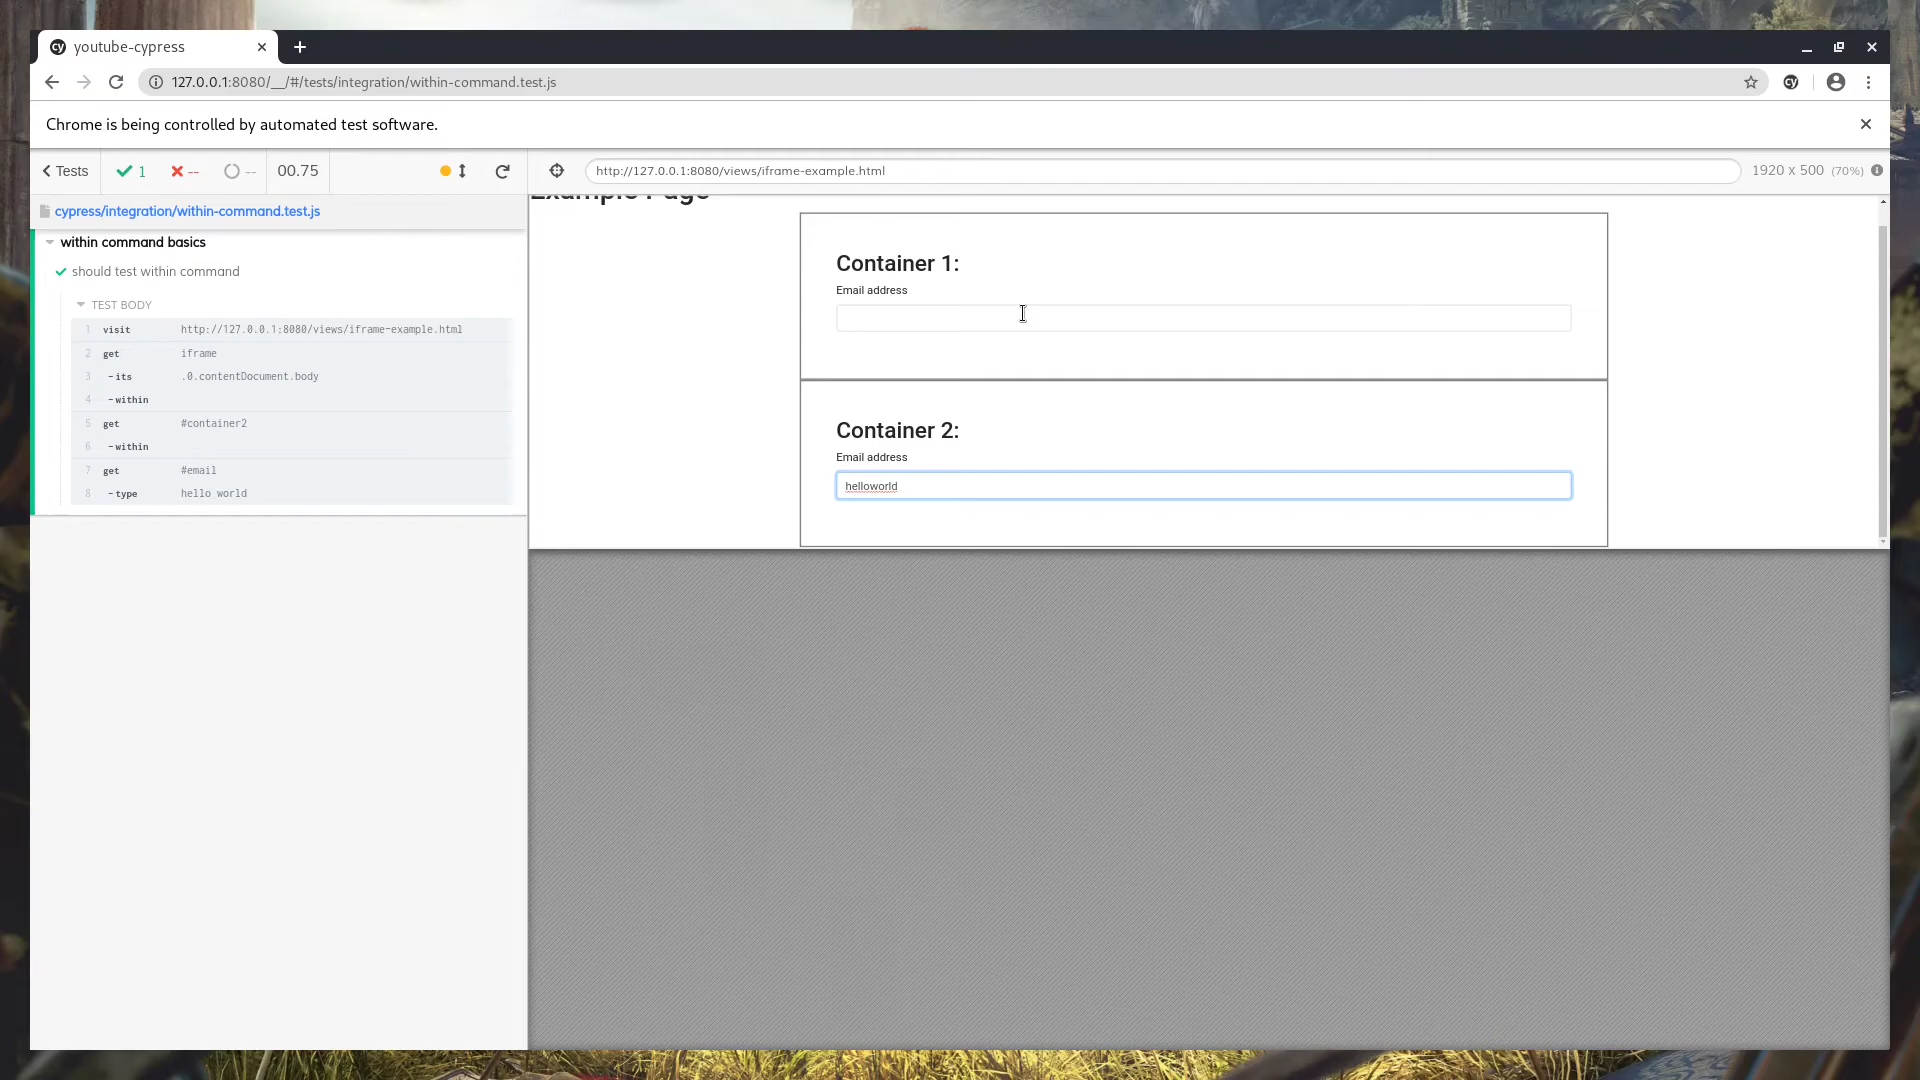 cy youtube-cypress
127.0.0.1:8080/__/#/tests/integration/within-command.test.js
cy
Chrome is being controlled by automated test software.
Tests 1 -- -- 00.75
http://127.0.0.1:8080/views/iframe-example.html
1920 x 500 (70%)
cypress/integration/within-command.test.js
within command basics
should test within command
TEST BODY
1 visit http://127.0.0.1:8080/views/iframe-example.html
2 get iframe
3 -its .0.contentDocument.body
4 -within
5 get #container2
6 -within
7 get #email
8 -type hello world
Example Page
Container 1:
Email address
Container 2:
Email address
helloworld